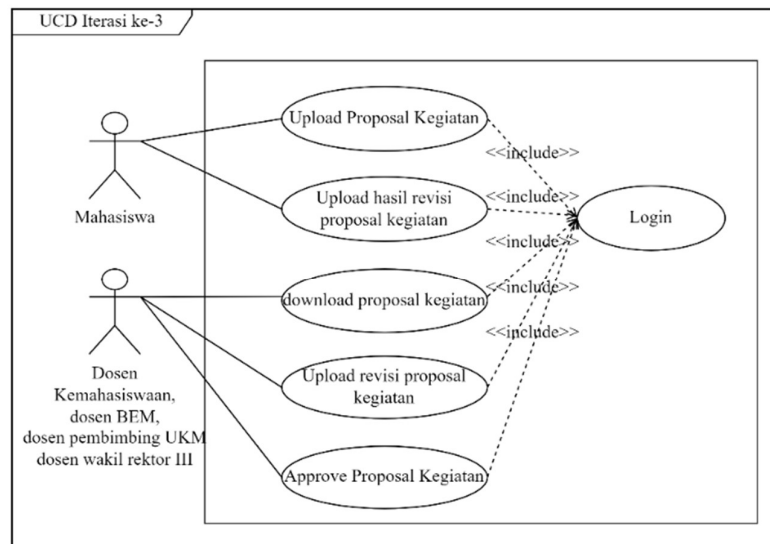 UCD Iterasi ke-3
Upload Proposal Kegiatan
<<include>>
Upload hasil revisi
proposal kegiatan
<<include>>
Login
Mahasiswa
<<include>>
download proposal kegiatan
<<include>>
<<include>>
Upload revisi proposal
kegiatan
Dosen
Kemahasiswaan,
dosen BEM,
dosen pembimbing UKM
dosen wakil rektor III
Approve Proposal Kegiatan